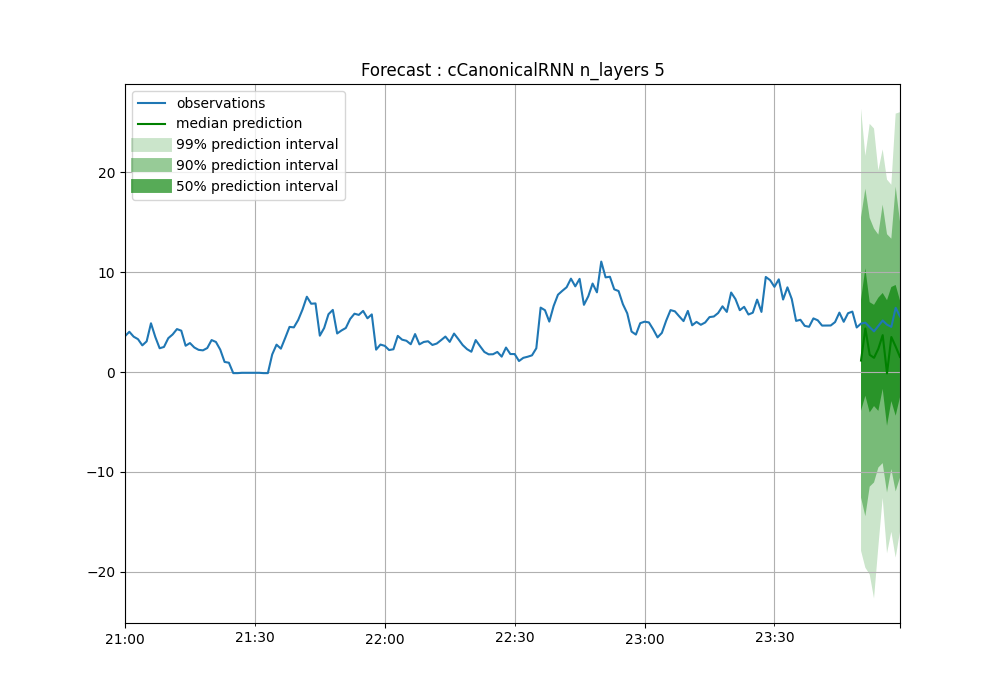 Forecast : cCanonicalRNN n_layers 5
observations
median prediction
99% prediction interval
90% prediction interval
50% prediction interval
20
10
0
−10
−20
21:00
21:30
22:00
22:30
23:00
23:30